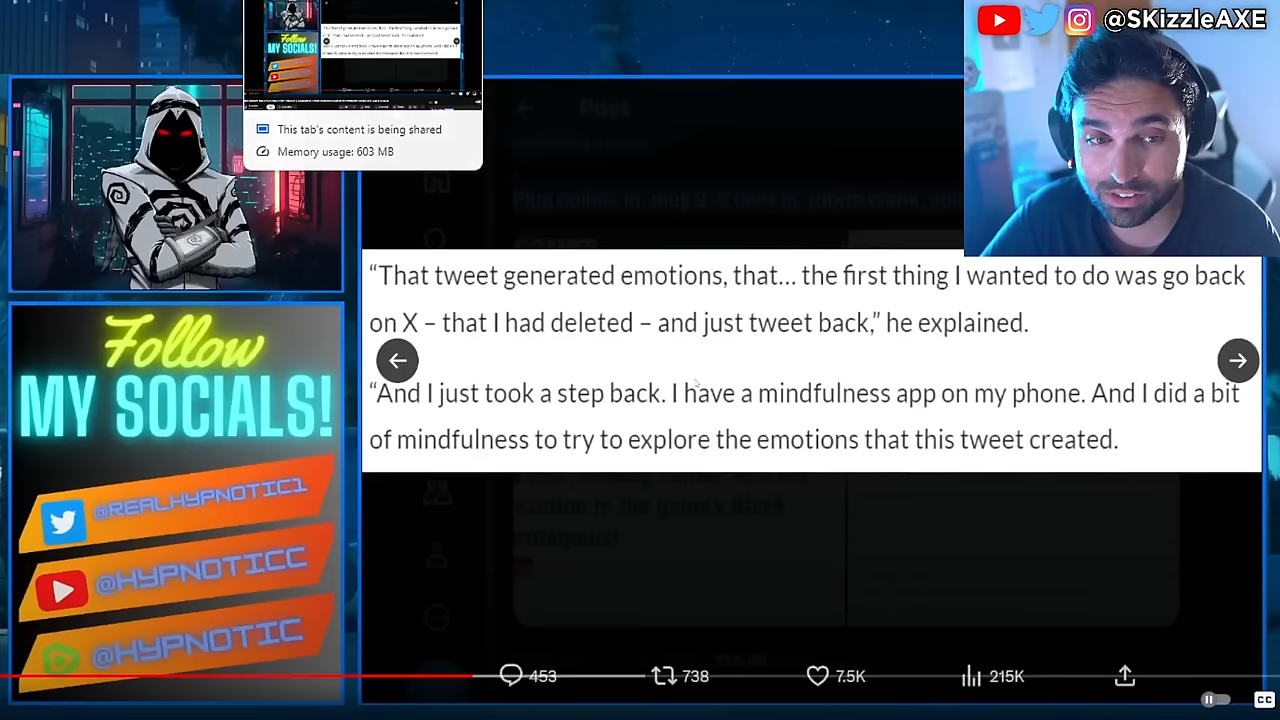 @SKizzleAXE
This tab's content is being shared
Memory usage: 603 MB
Post
Follow
MY SOCIALS!
@REALHYPNOTIC1
@HYPNOTICC
@HYPNOTIC
“That tweet generated emotions, that… the first thing I wanted to do was go back
on X – that I had deleted – and just tweet back,” he explained.
“And I just took a step back. I have a mindfulness app on my phone. And I did a bit
of mindfulness to try to explore the emotions that this tweet created.
453
738
7.5K
215K
CC